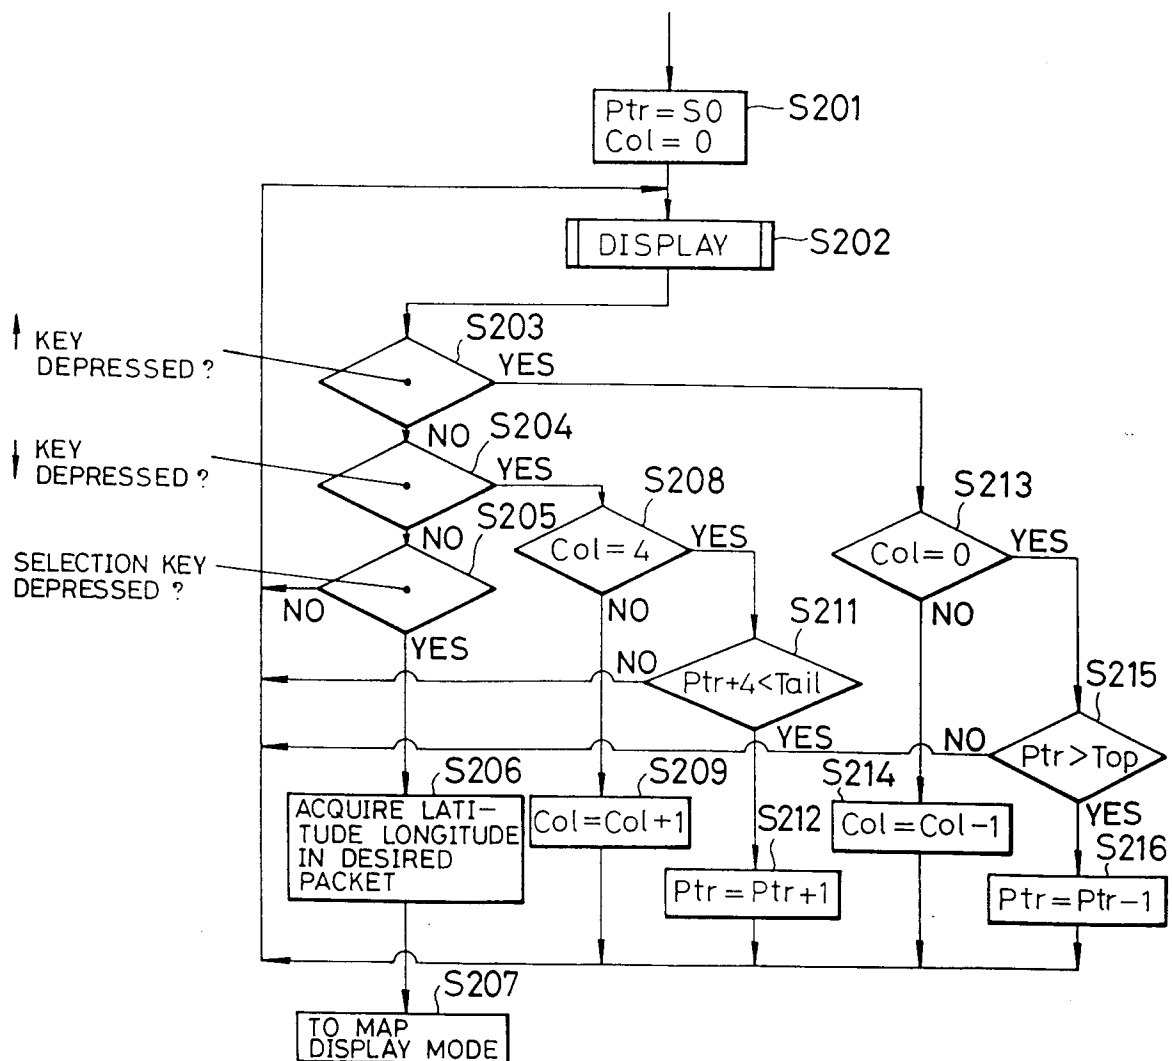 Ptr = S0
Col = 0
S201
DISPLAY
S202
↑ KEY
DEPRESSED ?
S203
YES
NO
↓ KEY
DEPRESSED ?
S204
YES
NO
SELECTION KEY
DEPRESSED ?
S205
NO
YES
S208
Col = 4
YES
NO
S213
Col = 0
YES
NO
S211
Ptr+4<Tail
NO
YES
S215
Ptr>Top
NO
YES
S206
ACQUIRE LATI-
TUDE LONGITUDE
IN DESIRED
PACKET
S209
Col=Col+1
S212
Ptr=Ptr+1
S214
Col=Col-1
S216
Ptr=Ptr-1
S207
TO MAP
DISPLAY MODE